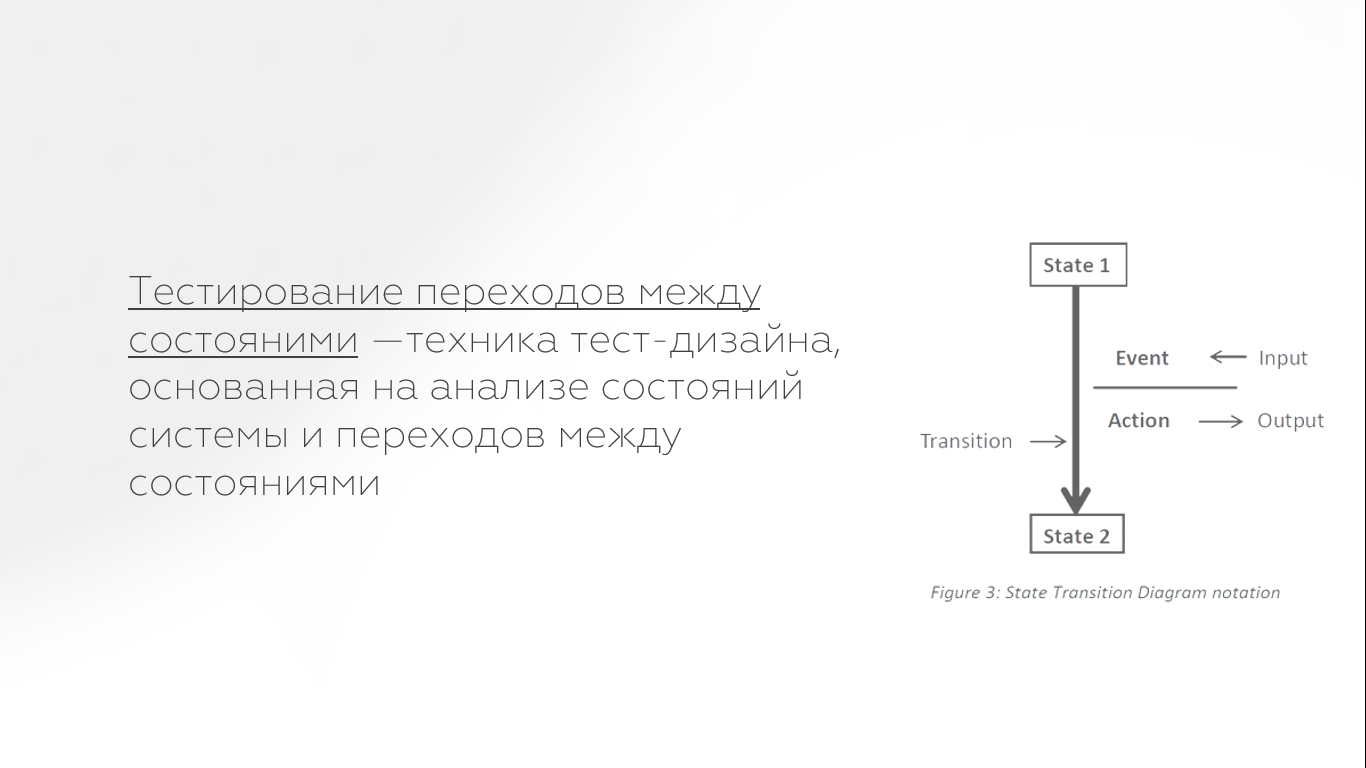 Тестирование переходов между
состояними —техника тест-дизайна,
основанная на анализе состояний
системы и переходов между
состояниями
State 1
Event ← Input
Action → Output
Transition →
State 2
Figure 3: State Transition Diagram notation